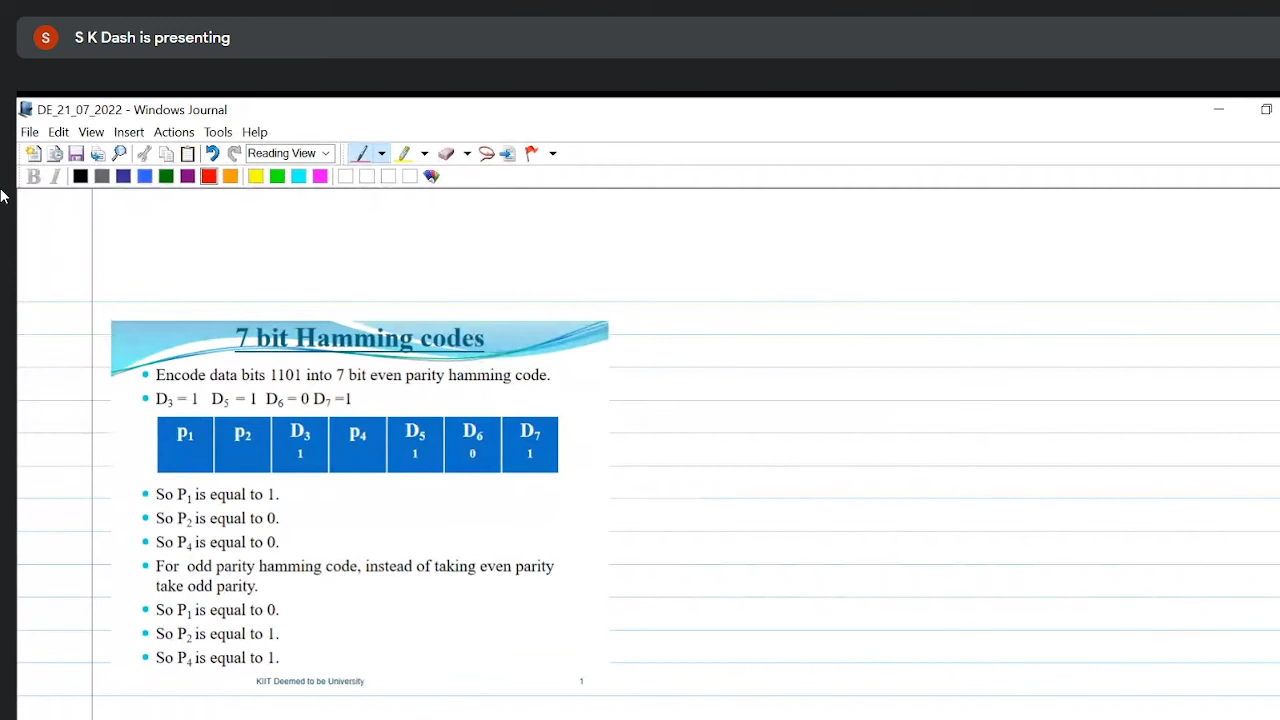 S
S K Dash is presenting
DE_21_07_2022 - Windows Journal
File Edit View Insert Actions Tools Help
Reading View
B I
7 bit Hamming codes
Encode data bits 1101 into 7 bit even parity hamming code.
D₃ = 1 D₅ = 1 D₆ = 0 D₇ =1
p₁ p₂ D₃ p₄ D₅ D₆ D₇
1 1 0 1
So P₁ is equal to 1.
So P₂ is equal to 0.
So P₄ is equal to 0.
For odd parity hamming code, instead of taking even parity
take odd parity.
So P₁ is equal to 0.
So P₂ is equal to 1.
So P₄ is equal to 1.
KIIT Deemed to be University 1